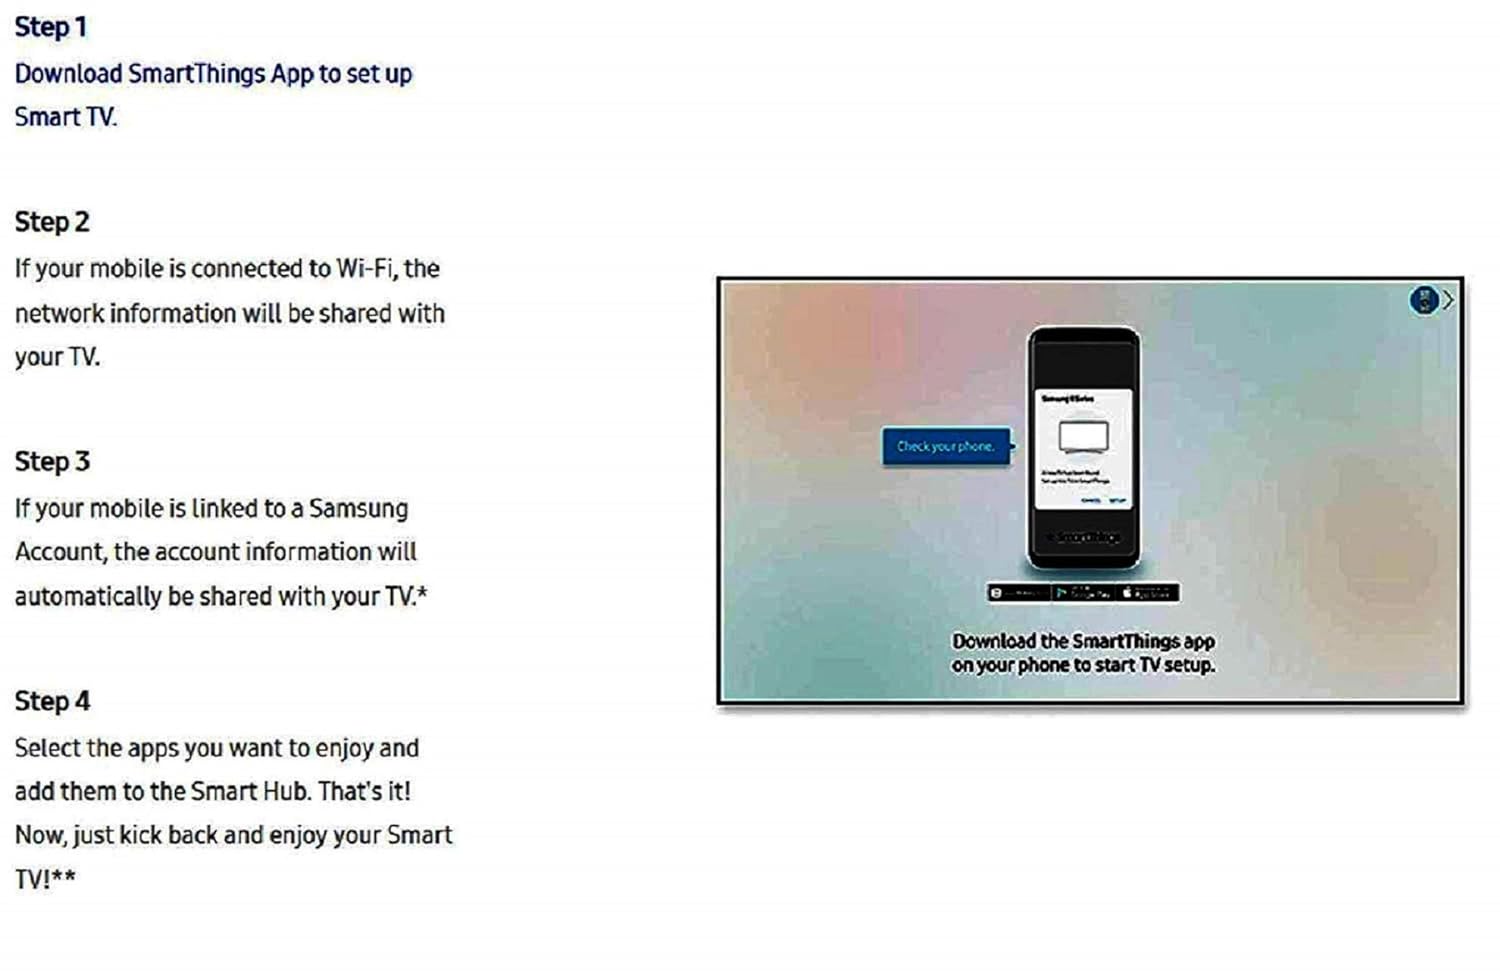 Step 1
Download SmartThings App to set up
Smart TV.
Step 2
If your mobile is connected to Wi-Fi, the
network information will be shared with
your TV.
Step 3
If your mobile is linked to a Samsung
Account, the account information will
automatically be shared with your TV.*
Step 4
Select the apps you want to enjoy and
add them to the Smart Hub. That's it!
Now, just kick back and enjoy your Smart
TV!**
Check your phone.
SmartThings
Google Play
App Store
Download the SmartThings app
on your phone to start TV setup.